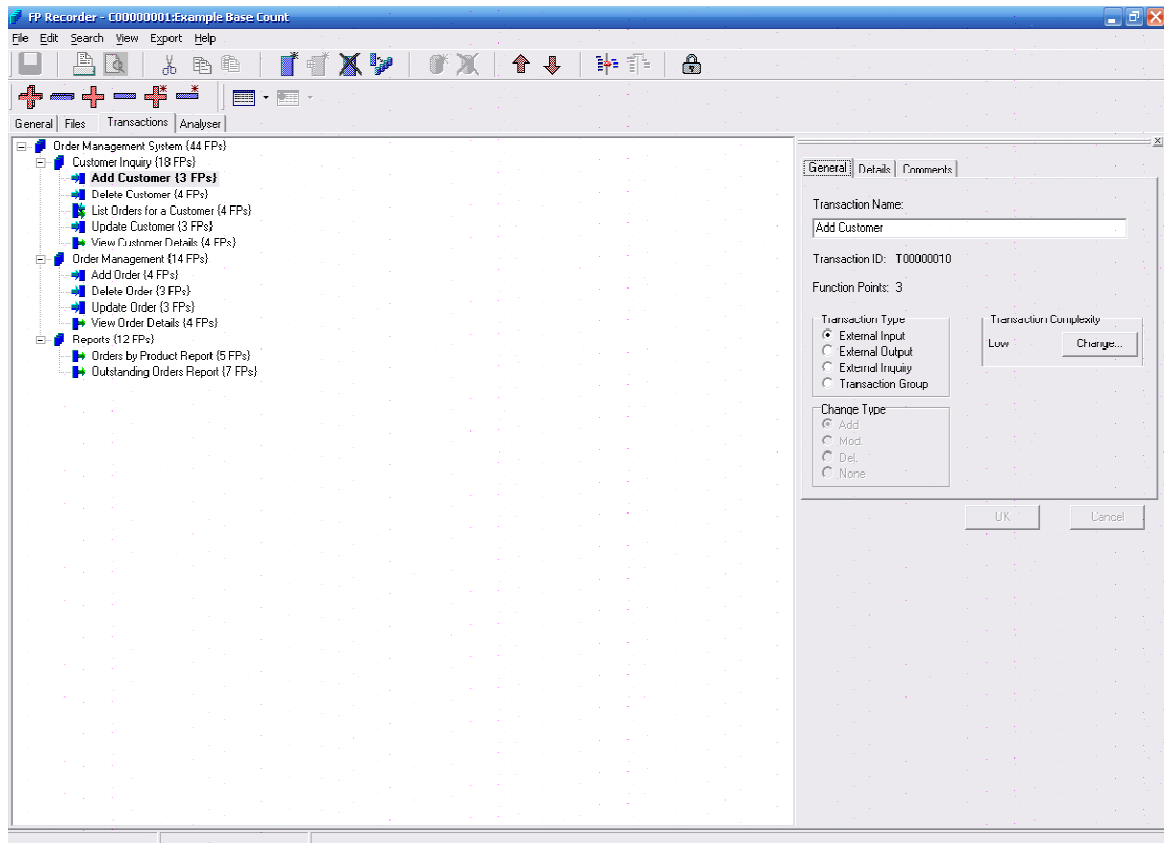 FP Recorder - C00000001:Example Base Count
File Edit Search View Export Help
General Files Transactions Analyser
Order Management System {44 FPs}
Customer Inquiry {18 FPs}
Add Customer {3 FPs}
Delete Customer {4 FPs}
List Orders for a Customer {4 FPs}
Update Customer {3 FPs}
View Customer Details {4 FPs}
Order Management {14 FPs}
Add Order {4 FPs}
Delete Order {3 FPs}
Update Order {3 FPs}
View Order Details {4 FPs}
Reports {12 FPs}
Orders by Product Report {5 FPs}
Outstanding Orders Report {7 FPs}
General Details Comments
Transaction Name:
Add Customer
Transaction ID: T00000010
Function Points: 3
Transaction Type
External Input
External Output
External Inquiry
Transaction Group
Transaction Complexity
Low Change...
Change Type
Add
Mod.
Del.
None
OK Cancel